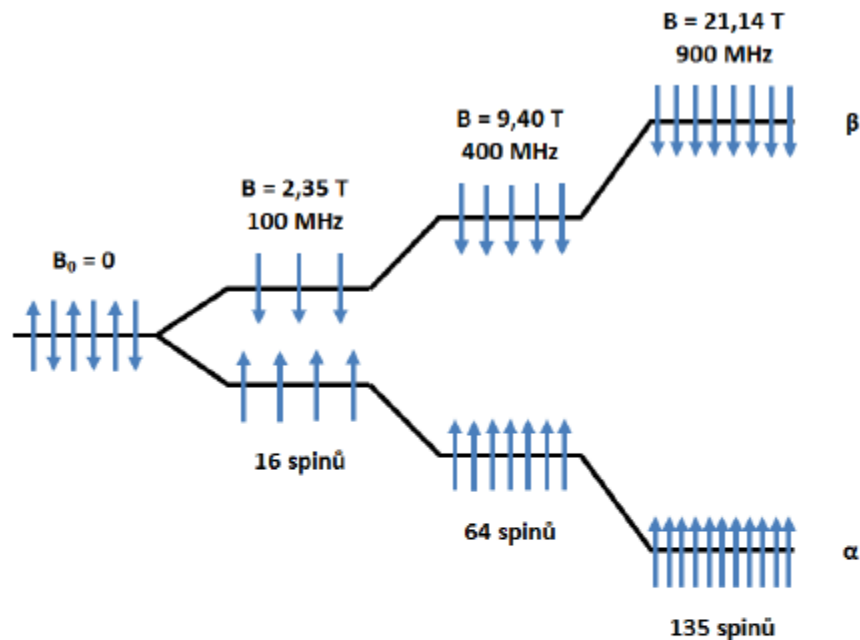 B = 21,14 T
900 MHz
β
B = 9,40 T
400 MHz
B = 2,35 T
100 MHz
B₀ = 0
16 spinů
64 spinů
α
135 spinů